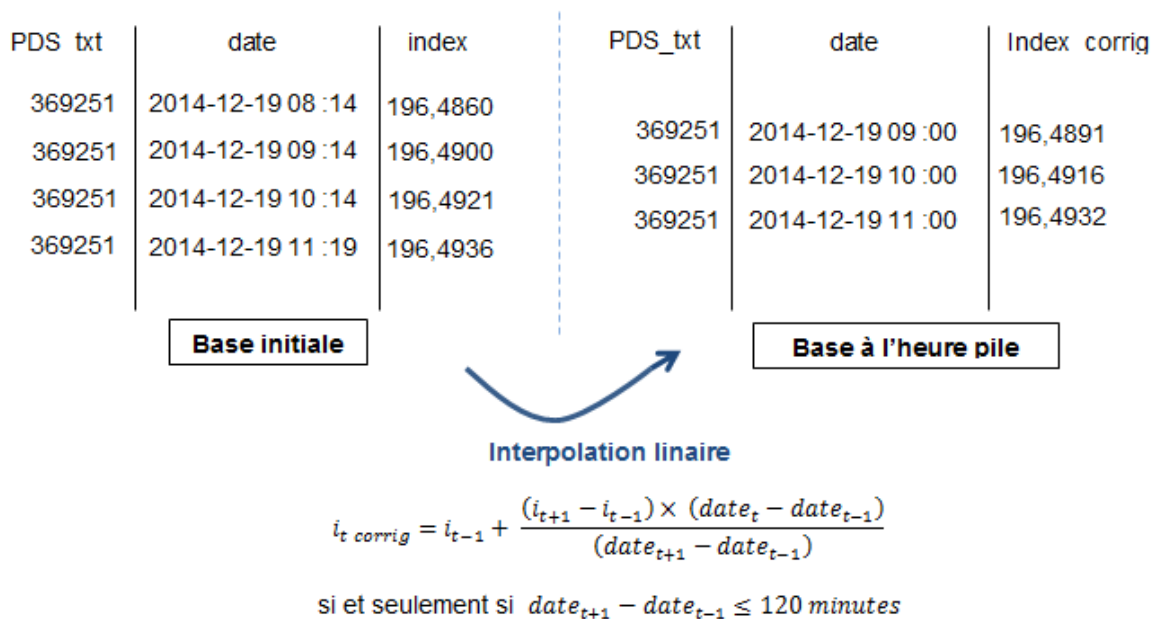 PDS txt date index
369251 2014-12-19 08 :14 196,4860
369251 2014-12-19 09 :14 196,4900
369251 2014-12-19 10 :14 196,4921
369251 2014-12-19 11 :19 196,4936
Base initiale
PDS_txt date Index corrig
369251 2014-12-19 09 :00 196,4891
369251 2014-12-19 10 :00 196,4916
369251 2014-12-19 11 :00 196,4932
Base à l’heure pile
Interpolation linaire
i_{t corrig} = i_{t−1} + \frac{(i_{t+1} − i_{t−1}) × (date_t − date_{t−1})}{(date_{t+1} − date_{t−1})}
si et seulement si date_{t+1} − date_{t−1} ≤ 120 minutes